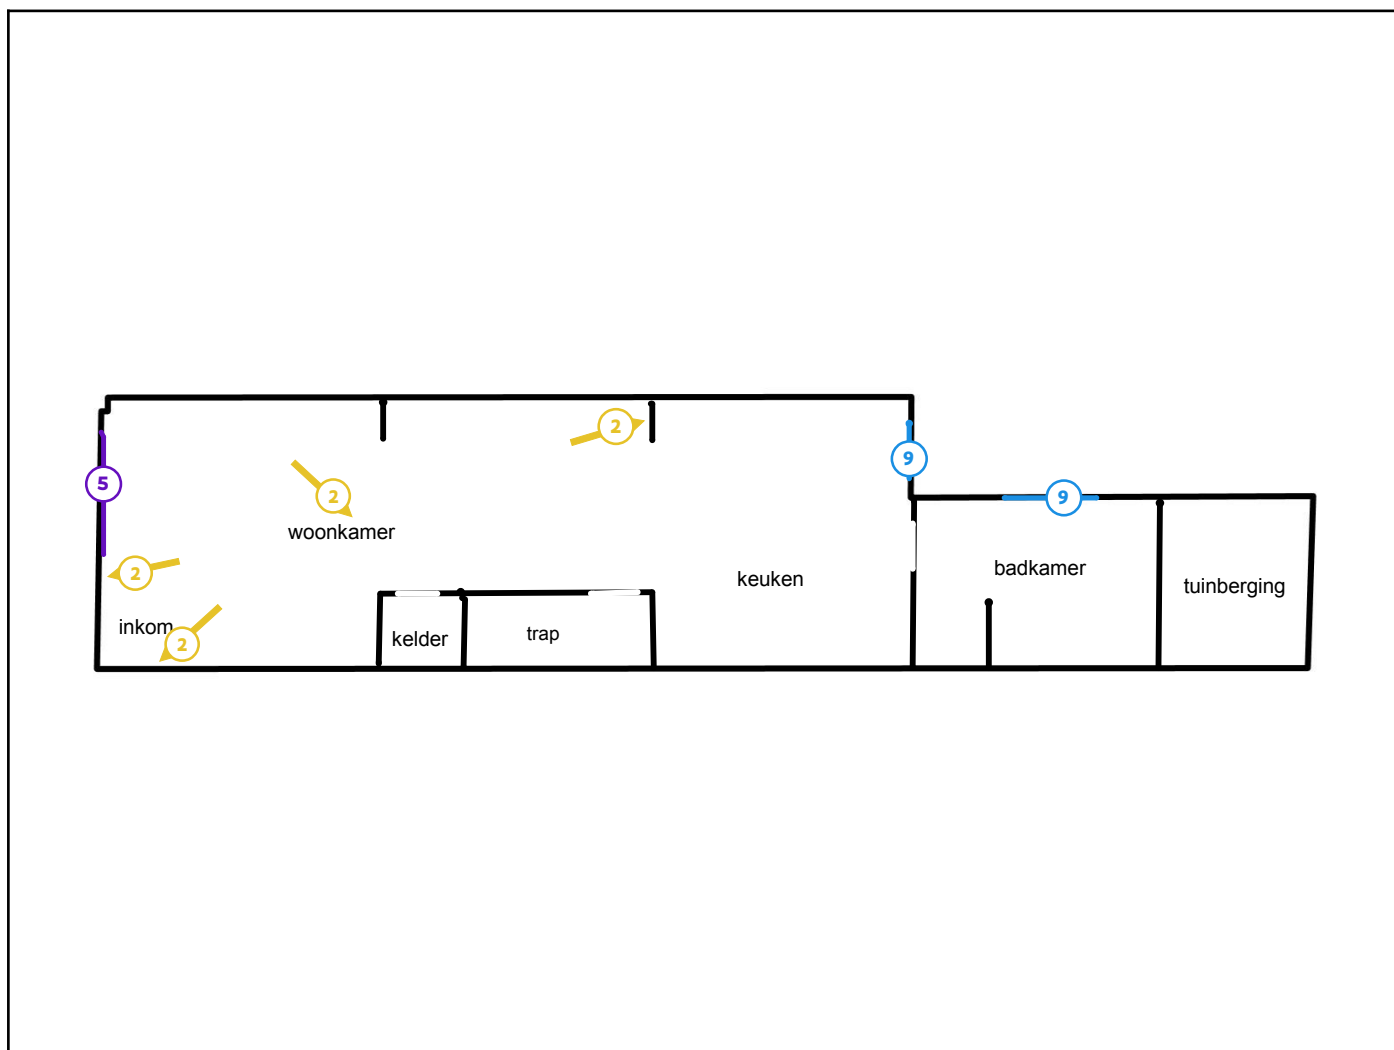 2
9
5
2
woonkamer
2
badkamer
keuken
tuinberging
inkom
2
kelder
trap
9